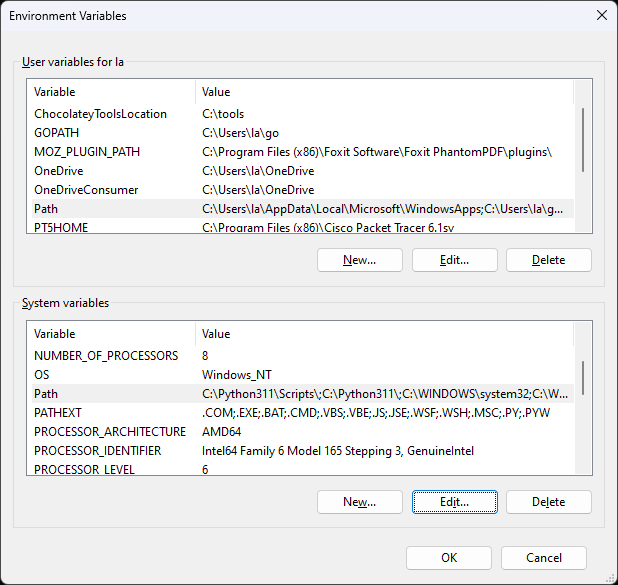 Environment Variables
User variables for la
Variable Value
ChocolateyToolsLocation C:\tools
GOPATH C:\Users\la\go
MOZ_PLUGIN_PATH C:\Program Files (x86)\Foxit Software\Foxit PhantomPDF\plugins\
OneDrive C:\Users\la\OneDrive
OneDriveConsumer C:\Users\la\OneDrive
Path C:\Users\la\AppData\Local\Microsoft\WindowsApps;C:\Users\la\g...
PT5HOME C:\Program Files (x86)\Cisco Packet Tracer 6.1sv
New... Edit... Delete
System variables
Variable Value
NUMBER_OF_PROCESSORS 8
OS Windows_NT
Path C:\Python311\Scripts\;C:\Python311\;C:\WINDOWS\system32;C:\W...
PATHEXT .COM;.EXE;.BAT;.CMD;.VBS;.VBE;.JS;.JSE;.WSF;.WSH;.MSC;.PY;.PYW
PROCESSOR_ARCHITECTURE AMD64
PROCESSOR_IDENTIFIER Intel64 Family 6 Model 165 Stepping 3, GenuineIntel
PROCESSOR_LEVEL 6
New... Edit... Delete
OK Cancel